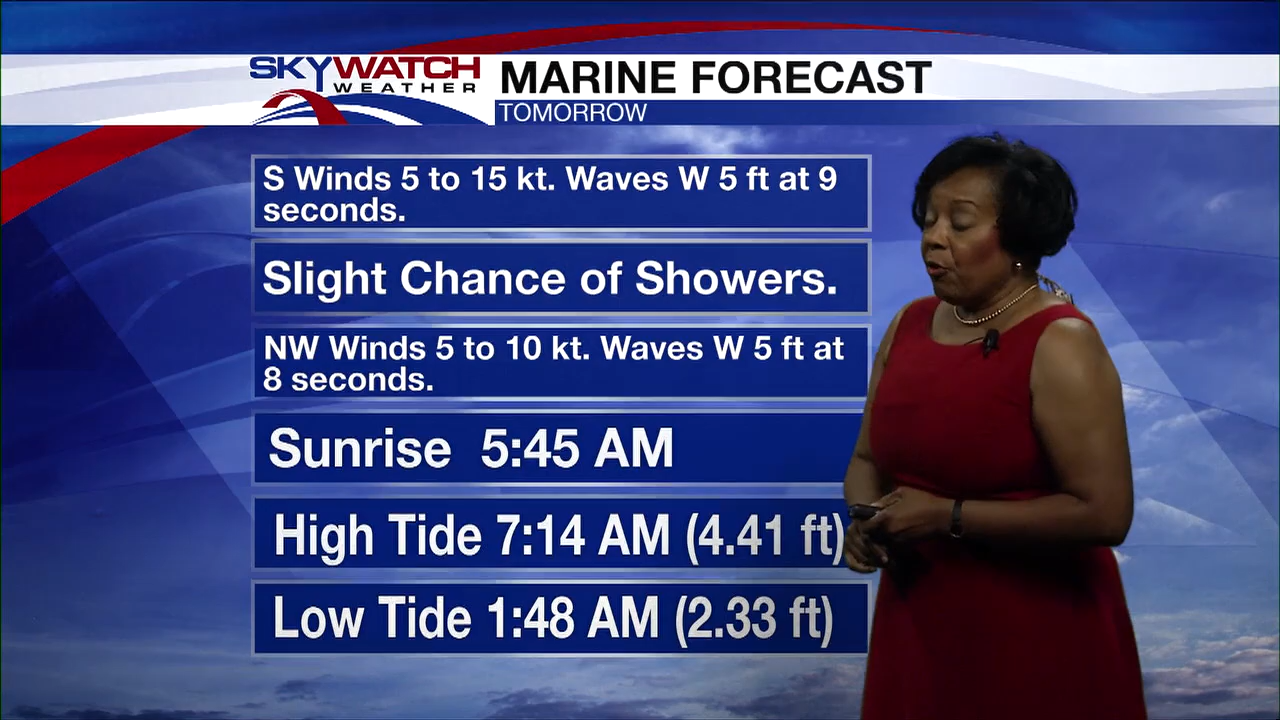 SKYWATCH
WEATHER
MARINE FORECAST
TOMORROW
S Winds 5 to 15 kt. Waves W 5 ft at 9
seconds.
Slight Chance of Showers.
NW Winds 5 to 10 kt. Waves W 5 ft at
8 seconds.
Sunrise 5:45 AM
High Tide 7:14 AM (4.41 ft)
Low Tide 1:48 AM (2.33 ft)